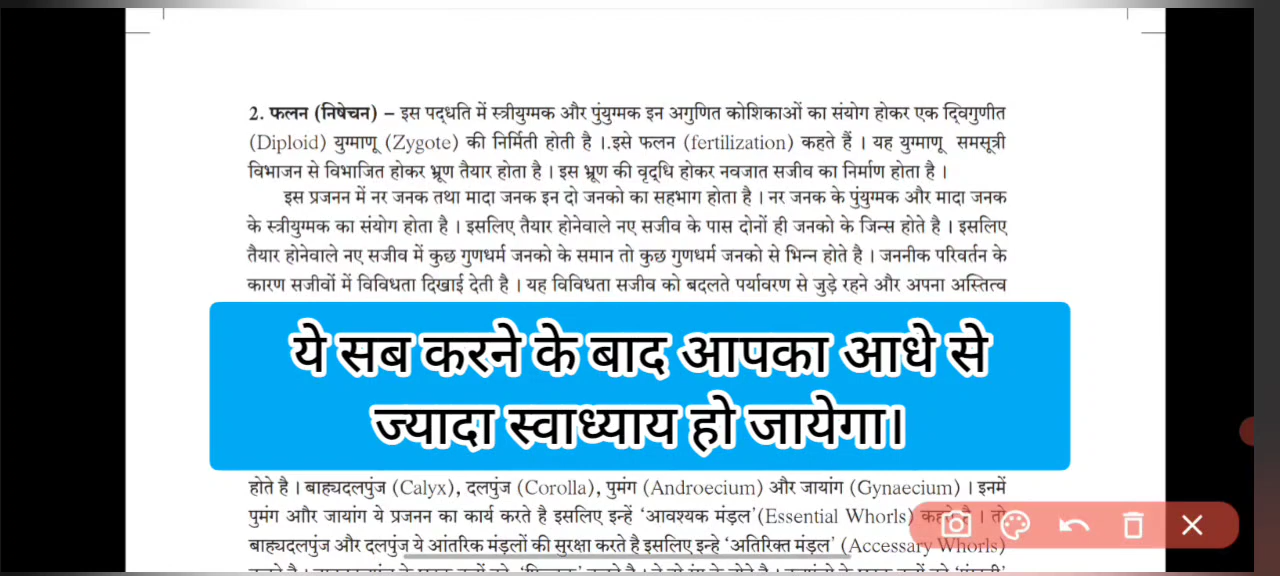 2. फलन (निषेचन) – इस पद्धति में स्त्रीयुग्मक और पुंयुग्मक इन अगुणित कोशिकाओं का संयोग होकर एक द्विगुणीत
(Diploid) युग्माणू (Zygote) की निर्मिती होती है ।.इसे फलन (fertilization) कहते हैं । यह युग्माणू समसूत्री
विभाजन से विभाजित होकर भ्रूण तैयार होता है । इस भ्रूण की वृद्धि होकर नवजात सजीव का निर्माण होता है ।
इस प्रजनन में नर जनक तथा मादा जनक इन दो जनको का सहभाग होता है । नर जनक के पुंयुग्मक और मादा जनक
के स्त्रीयुग्मक का संयोग होता है । इसलिए तैयार होनेवाले नए सजीव के पास दोनों ही जनको के जिन्स होते है । इसलिए
तैयार होनेवाले नए सजीव में कुछ गुणधर्म जनको के समान तो कुछ गुणधर्म जनको से भिन्न होते है । जननीक परिवर्तन के
कारण सजीवों में विविधता दिखाई देती है । यह विविधता सजीव को बदलते पर्यावरण से जुड़े रहने और अपना अस्तित्व
ये सब करने के बाद आपका आधे से
ज्यादा स्वाध्याय हो जायेगा।
होते है । बाह्यदलपुंज (Calyx), दलपुंज (Corolla), पुमंग (Androecium) और जायांग (Gynaecium) । इनमें
पुमंग आौर जायांग ये प्रजनन का कार्य करते है इसलिए इन्हें ‘आवश्यक मंड़ल’(Essential Whorls) कहते है । तो
बाह्यदलपुंज और दलपुंज ये आंतरिक मंड़लों की सुरक्षा करते है इसलिए इन्हे ‘अतिरिक्त मंड़ल’ (Accessary Whorls)